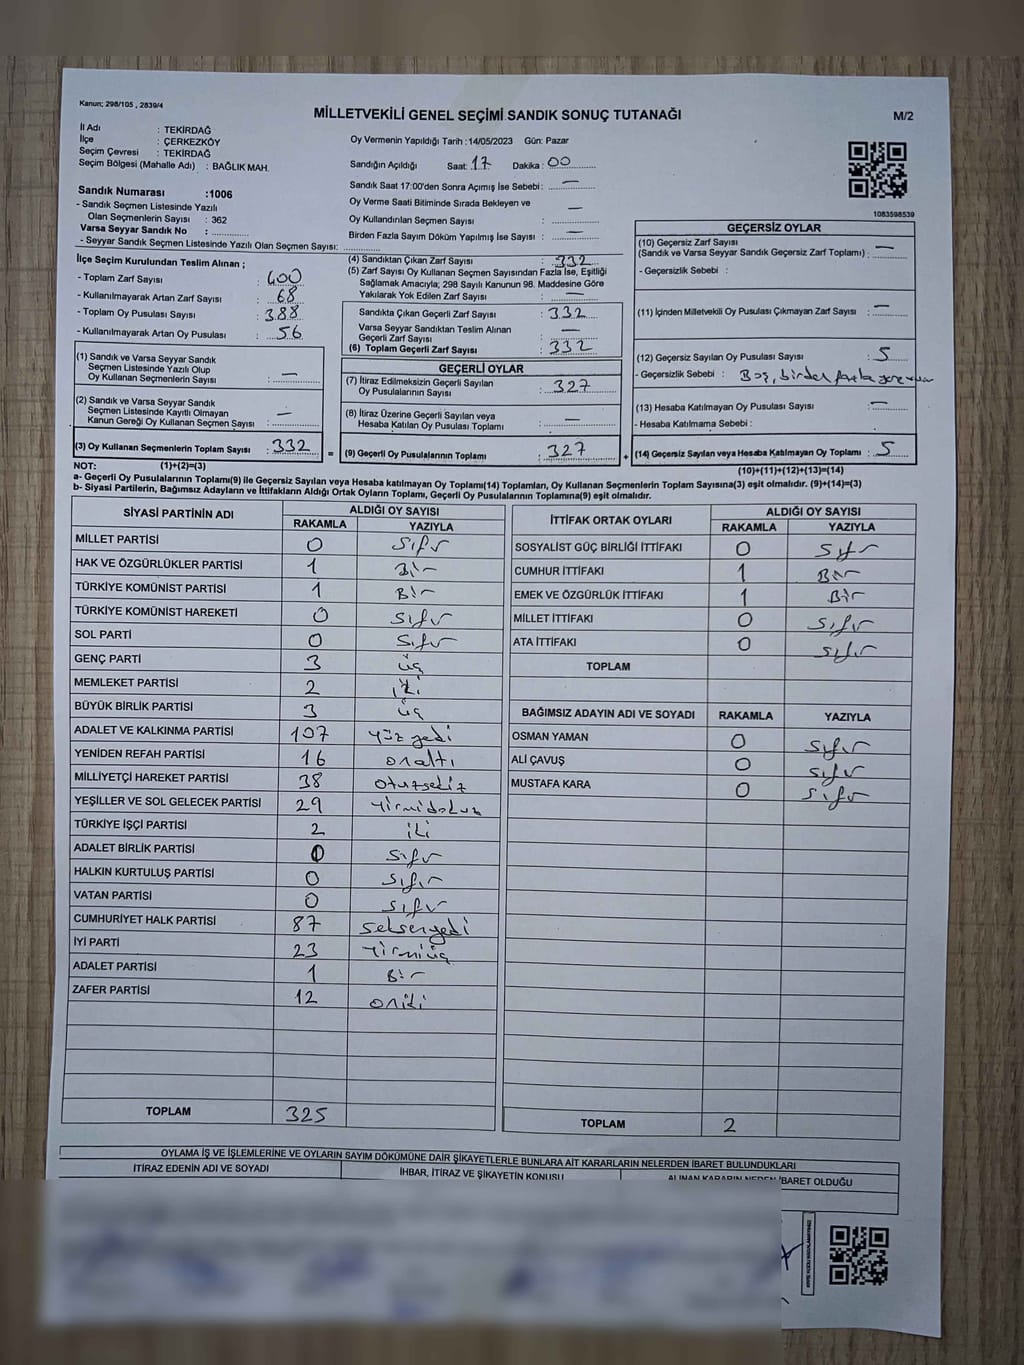 Kanun; 298/105 , 2839/4
MİLLETVEKİLİ GENEL SEÇİMİ SANDIK SONUÇ TUTANAĞI
M/2
İl Adı : TEKİRDAĞ
İlçe : ÇERKEZKÖY
Seçim Çevresi : TEKİRDAĞ
Seçim Bölgesi (Mahalle Adı) : BAĞLIK MAH.
Sandık Numarası :1006
- Sandık Seçmen Listesinde Yazılı
Olan Seçmenlerin Sayısı : 362
Varsa Seyyar Sandık No :
- Seyyar Sandık Seçmen Listesinde Yazılı Olan Seçmen Sayısı:
Oy Vermenin Yapıldığı Tarih : 14/05/2023 Gün: Pazar
Sandığın Açıldığı Saat: 17 Dakika : 00
Sandık Saat 17:00'den Sonra Açımış İse Sebebi : —
Oy Verme Saati Bitiminde Sırada Bekleyen ve
Oy Kullandırılan Seçmen Sayısı : —
Birden Fazla Sayım Döküm Yapılmış İse Sayısı : —
1083598539
İlçe Seçim Kurulundan Teslim Alınan ;
- Toplam Zarf Sayısı : 400
- Kullanılmayarak Artan Zarf Sayısı : 68
- Toplam Oy Pusulası Sayısı : 388
- Kullanılmayarak Artan Oy Pusulası : 56
(1) Sandık ve Varsa Seyyar Sandık
Seçmen Listesinde Yazılı Olup
Oy Kullanan Seçmenlerin Sayısı : —
(2) Sandık ve Varsa Seyyar Sandık
Seçmen Listesinde Kayıtlı Olmayan
Kanun Gereği Oy Kullanan Seçmen Sayısı : —
(3) Oy Kullanan Seçmenlerin Toplam Sayısı : 332
(4) Sandıktan Çıkan Zarf Sayısı : 332
(5) Zarf Sayısı Oy Kullanan Seçmen Sayısından Fazla İse, Eşitliği
Sağlamak Amacıyla; 298 Sayılı Kanunun 98. Maddesine Göre
Yakılarak Yok Edilen Zarf Sayısı : —
Sandıkta Çıkan Geçerli Zarf Sayısı : 332
Varsa Seyyar Sandıktan Teslim Alınan
Geçerli Zarf Sayısı : —
(6) Toplam Geçerli Zarf Sayısı : 332
GEÇERLİ OYLAR
(7) İtiraz Edilmeksizin Geçerli Sayılan
Oy Pusulalarının Sayısı : 327
(8) İtiraz Üzerine Geçerli Sayılan veya
Hesaba Katılan Oy Pusulası Toplamı : —
= (9) Geçerli Oy Pusulalarının Toplamı : 327 +
GEÇERSİZ OYLAR
(10) Geçersiz Zarf Sayısı
(Sandık ve Varsa Seyyar Sandık Geçersiz Zarf Toplamı) : —
- Geçersizlik Sebebi :
(11) İçinden Milletvekili Oy Pusulası Çıkmayan Zarf Sayısı : —
(12) Geçersiz Sayılan Oy Pusulası Sayısı : 5
- Geçersizlik Sebebi : Boş, birden fazla
(13) Hesaba Katılmayan Oy Pusulası Sayısı : —
- Hesaba Katılmama Sebebi :
(14) Geçersiz Sayılan veya Hesaba Katılmayan Oy Toplamı : 5
NOT: (1)+(2)=(3)
(10)+(11)+(12)+(13)=(14)
a- Geçerli Oy Pusulalarının Toplamı(9) ile Geçersiz Sayılan veya Hesaba katılmayan Oy Toplamı(14) Toplamları, Oy Kullanan Seçmenlerin Toplam Sayısına(3) eşit olmalıdır. (9)+(14)=(3)
b- Siyasi Partilerin, Bağımsız Adayların ve İttifakların Aldığı Ortak Oyların Toplamı, Geçerli Oy Pusulalarının Toplamına(9) eşit olmalıdır.
SİYASİ PARTİNİN ADI ALDIĞI OY SAYISI
RAKAMLA YAZIYLA
MİLLET PARTİSİ 0 sıfır
HAK VE ÖZGÜRLÜKLER PARTİSİ 1 Bir
TÜRKİYE KOMÜNİST PARTİSİ 1 Bir
TÜRKİYE KOMÜNİST HAREKETİ 0 sıfır
SOL PARTİ 0 sıfır
GENÇ PARTİ 3 üç
MEMLEKET PARTİSİ 2 iki
BÜYÜK BİRLİK PARTİSİ 3 üç
ADALET VE KALKINMA PARTİSİ 107 yüz yedi
YENİDEN REFAH PARTİSİ 16 onaltı
MİLLİYETÇİ HAREKET PARTİSİ 38 otuzsekiz
YEŞİLLER VE SOL GELECEK PARTİSİ 29 Yirmidokuz
TÜRKİYE İŞÇİ PARTİSİ 2 iki
ADALET BİRLİK PARTİSİ 0 sıfır
HALKIN KURTULUŞ PARTİSİ 0 sıfır
VATAN PARTİSİ 0 sıfır
CUMHURİYET HALK PARTİSİ 87 seksenyedi
İYİ PARTİ 23 Yirmiüç
ADALET PARTİSİ 1 Bir
ZAFER PARTİSİ 12 oniki
TOPLAM 325
İTTİFAK ORTAK OYLARI ALDIĞI OY SAYISI
RAKAMLA YAZIYLA
SOSYALİST GÜÇ BİRLİĞİ İTTİFAKI 0 sıfır
CUMHUR İTTİFAKI 1 Bir
EMEK VE ÖZGÜRLÜK İTTİFAKI 1 Bir
MİLLET İTTİFAKI 0 sıfır
ATA İTTİFAKI 0 sıfır
TOPLAM
BAĞIMSIZ ADAYIN ADI VE SOYADI RAKAMLA YAZIYLA
OSMAN YAMAN 0 sıfır
ALİ ÇAVUŞ 0 sıfır
MUSTAFA KARA 0 sıfır
TOPLAM 2
OYLAMA İŞ VE İŞLEMLERİNE VE OYLARIN SAYIM DÖKÜMÜNE DAİR ŞİKAYETLERLE BUNLARA AİT KARARLARIN NELERDEN İBARET BULUNDUKLARI
İTİRAZ EDENİN ADI VE SOYADI İHBAR, İTİRAZ VE ŞİKAYETİN KONUSU ALINAN KARARIN NEDEN İBARET OLDUĞU